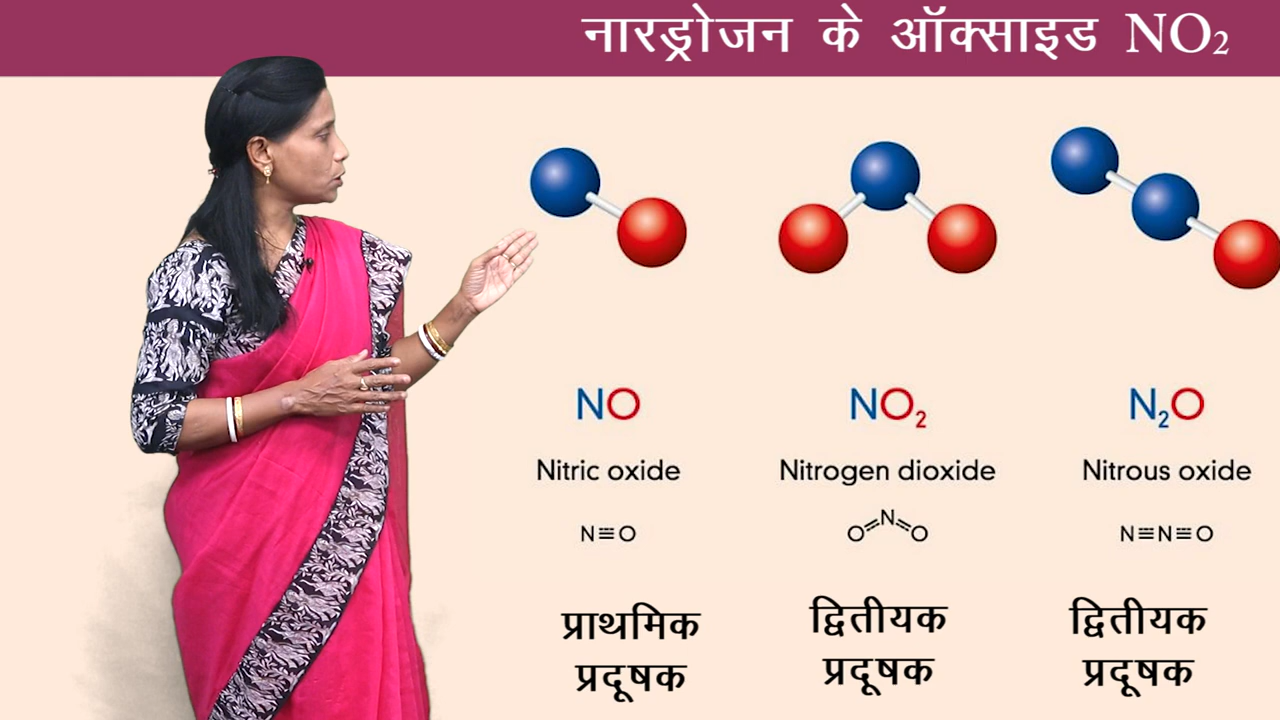 नारड्रोजन के ऑक्साइड NO₂
NO NO₂ N₂O
Nitric oxide Nitrogen dioxide Nitrous oxide
N≡O O=N=O N≡N≡O
प्राथमिक द्वितीयक द्वितीयक
प्रदूषक प्रदूषक प्रदूषक